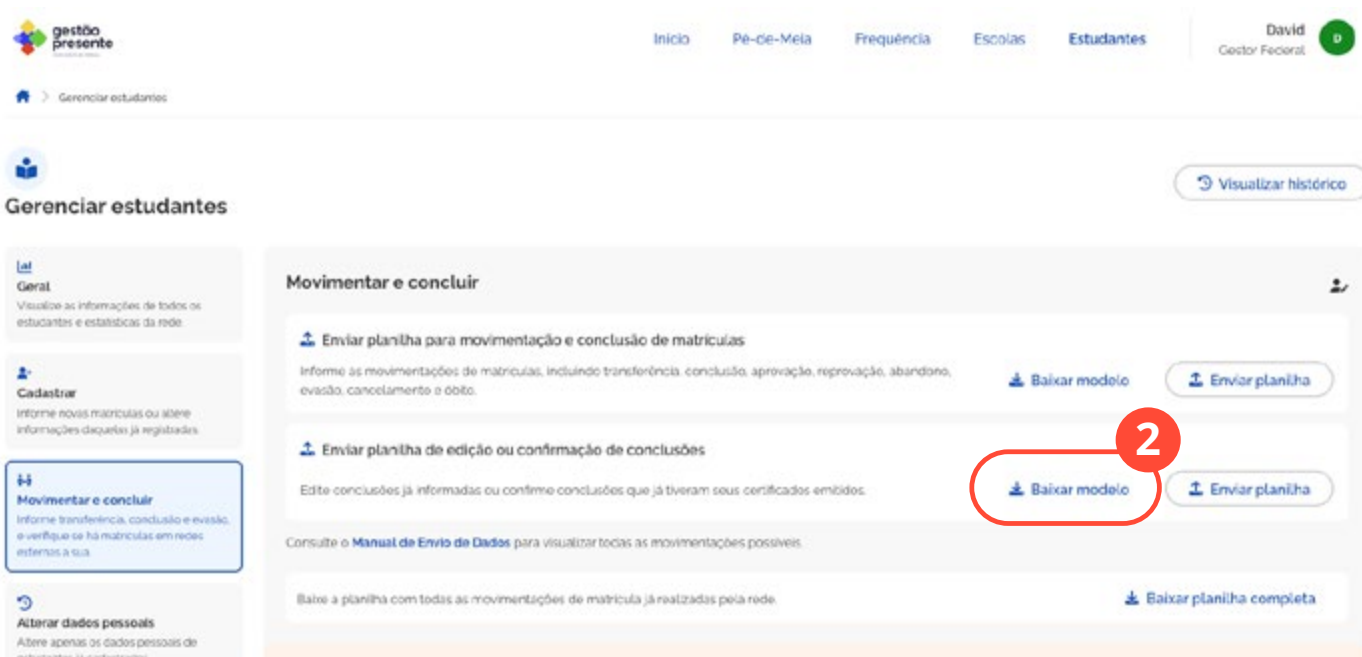 gestão
presente
Início
Pé-de-Meia
Frequência
Escolas
Estudantes
David
Gestor Federal
D
Gerenciar estudantes
Gerenciar estudantes
Visualizar histórico
Geral
Visualize as informações de todos os
estudantes e estatísticas da rede.
Cadastrar
Informe novas matrículas ou altere
informações daquelas já registradas.
Movimentar e concluir
Informe transferência, conclusão e evasão,
e verifique se há matrículas em redes
externas a sua.
Alterar dados pessoais
Altere apenas os dados pessoais de
Movimentar e concluir
Enviar planilha para movimentação e conclusão de matrículas
Informe as movimentações de matrículas, incluindo transferência, conclusão, aprovação, reprovação, abandono,
evasão, cancelamento e óbito.
Baixar modelo
Enviar planilha
2
Enviar planilha de edição ou confirmação de conclusões
Edite conclusões já informadas ou confirme conclusões que já tiveram seus certificados emitidos.
Baixar modelo
Enviar planilha
Consulte o Manual de Envio de Dados para visualizar todas as movimentações possíveis.
Baixe a planilha com todas as movimentações de matrícula já realizadas pela rede.
Baixar planilha completa